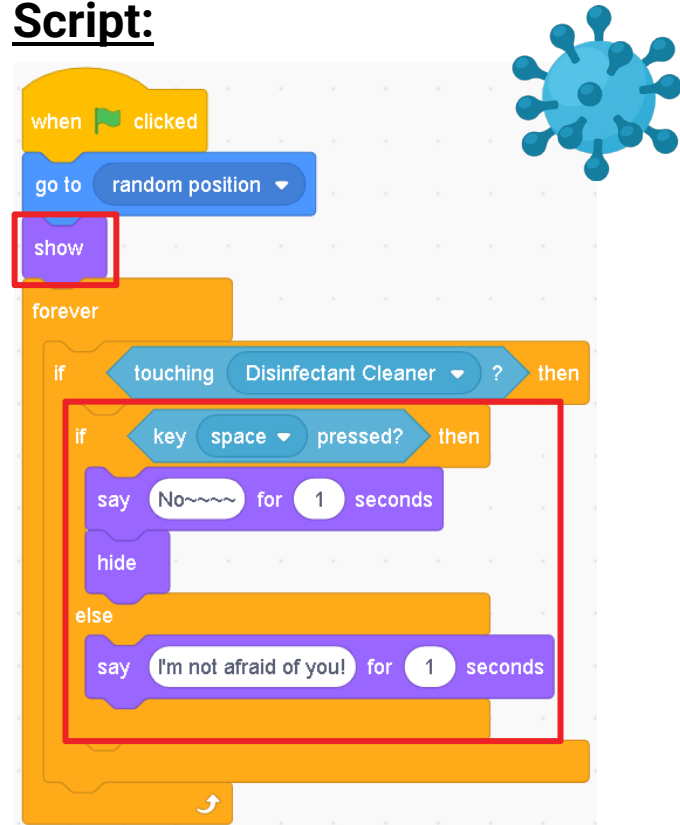 Script:
when clicked
go to random position
show
forever
if touching Disinfectant Cleaner ? then
if key space pressed? then
say No~~~~ for 1 seconds
hide
else
say I'm not afraid of you! for 1 seconds